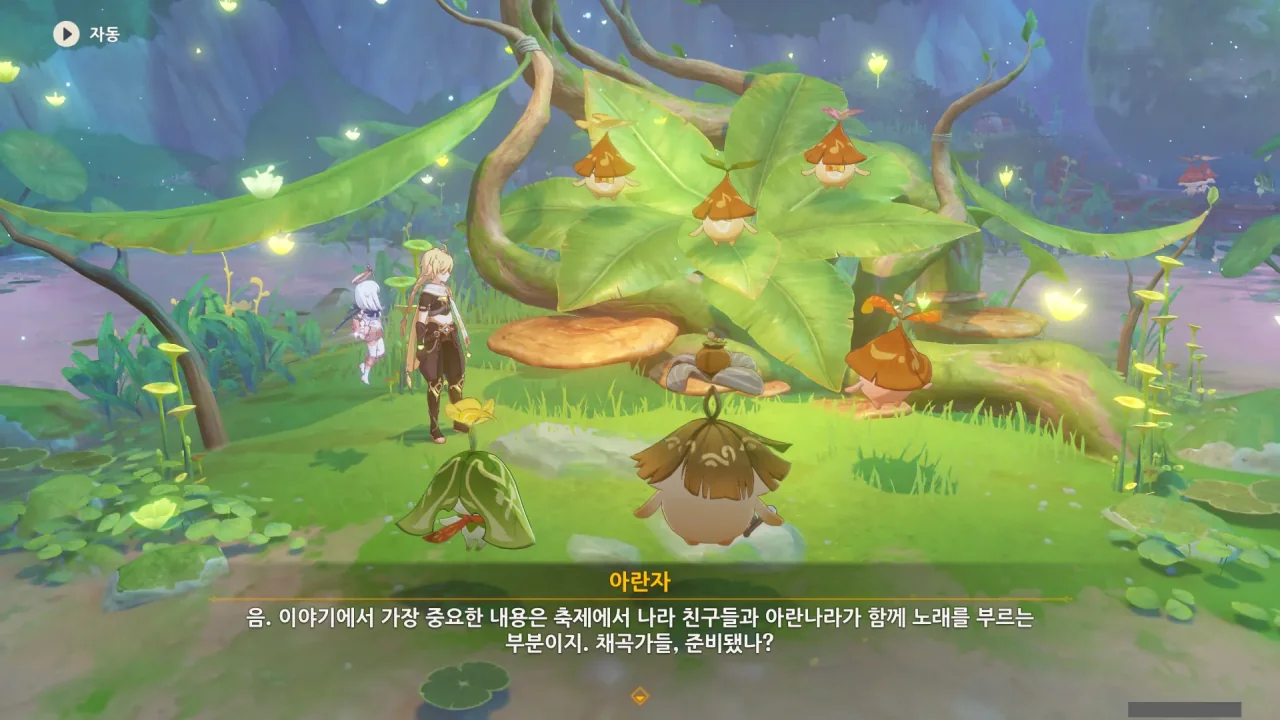 자동
아란자
음. 이야기에서 가장 중요한 내용은 축제에서 나라 친구들과 아란나라가 함께 노래를 부르는
부분이지. 채곡가들, 준비됐나?